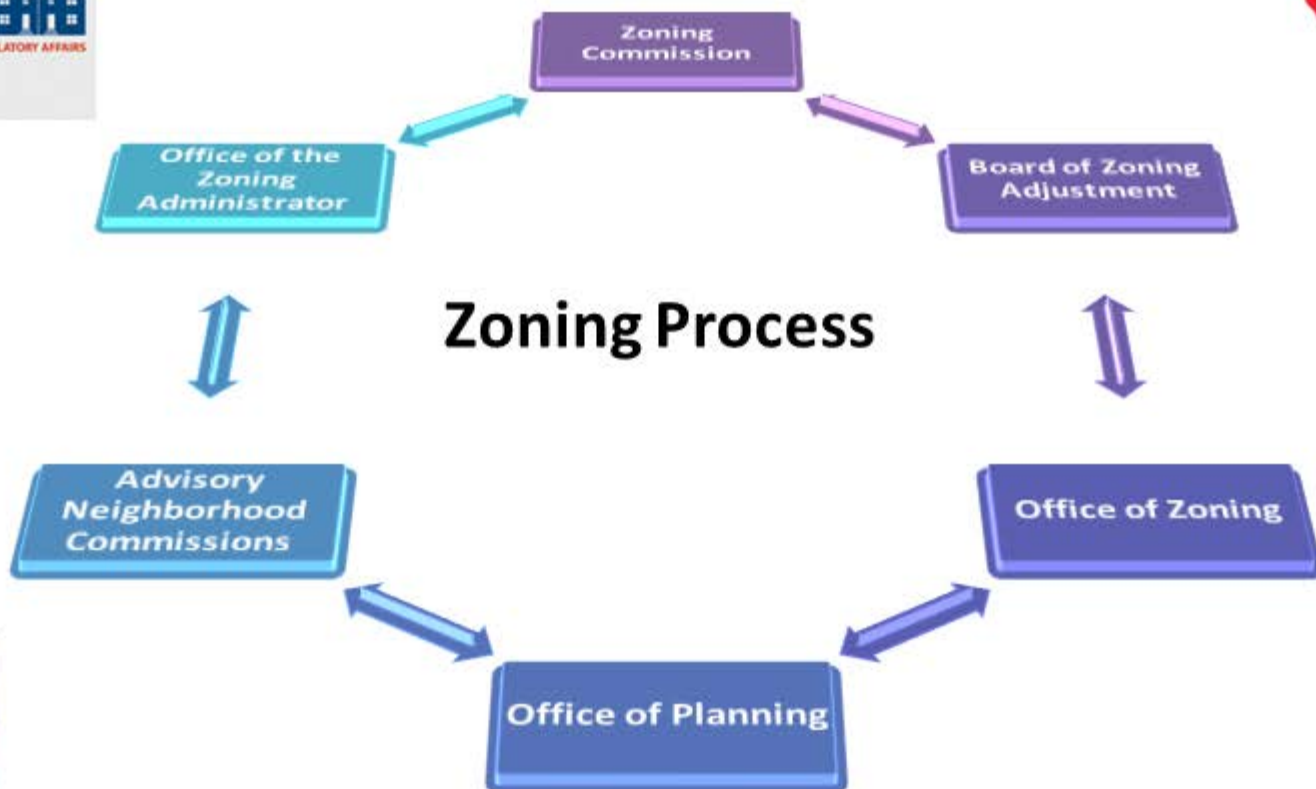 LATORY AFFAIRS
Zoning
Commission
Office of the
Zoning
Administrator
Board of Zoning
Adjustment
Zoning Process
Advisory
Neighborhood
Commissions
Office of Zoning
Office of Planning